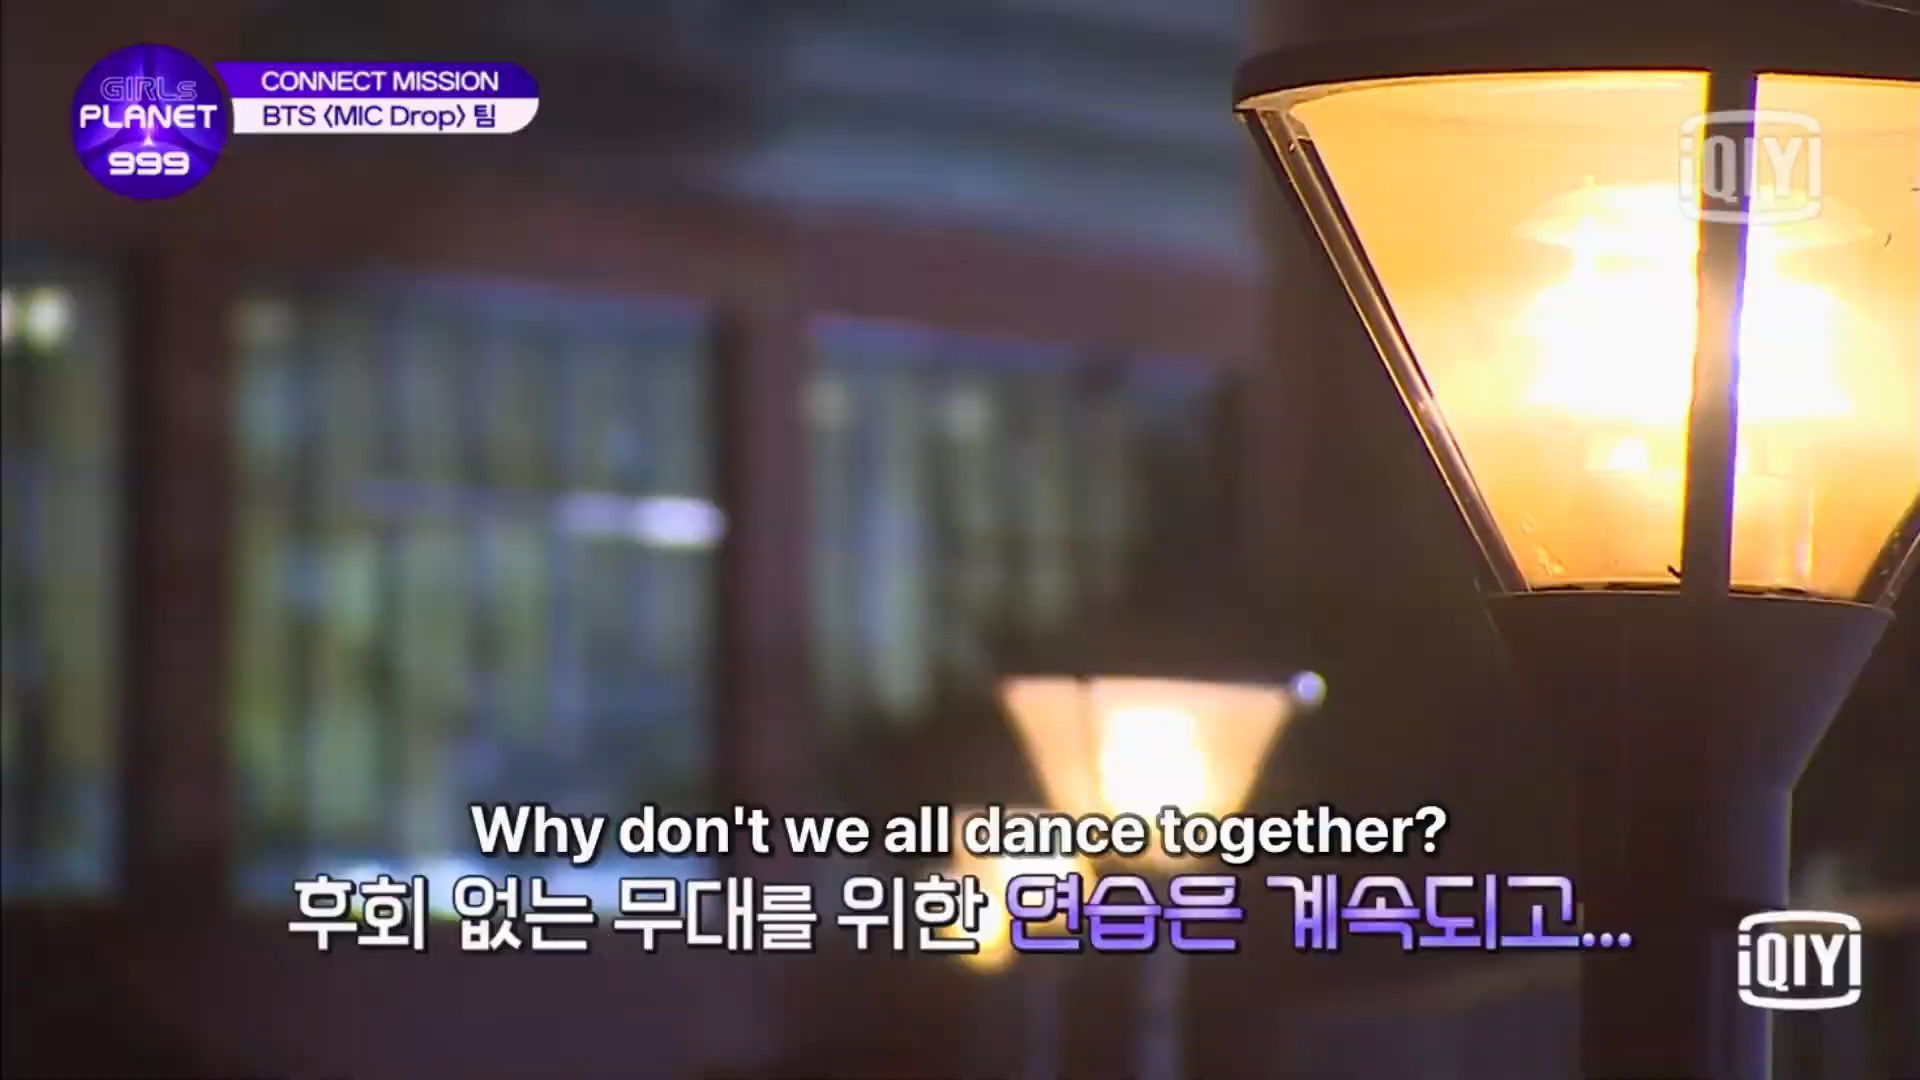 GIRLs
PLANET
999
CONNECT MISSION
BTS〈MIC Drop〉팀
iQIYI
Why don't we all dance together?
후회 없는 무대를 위한 연습은 계속되고...
iQIYI